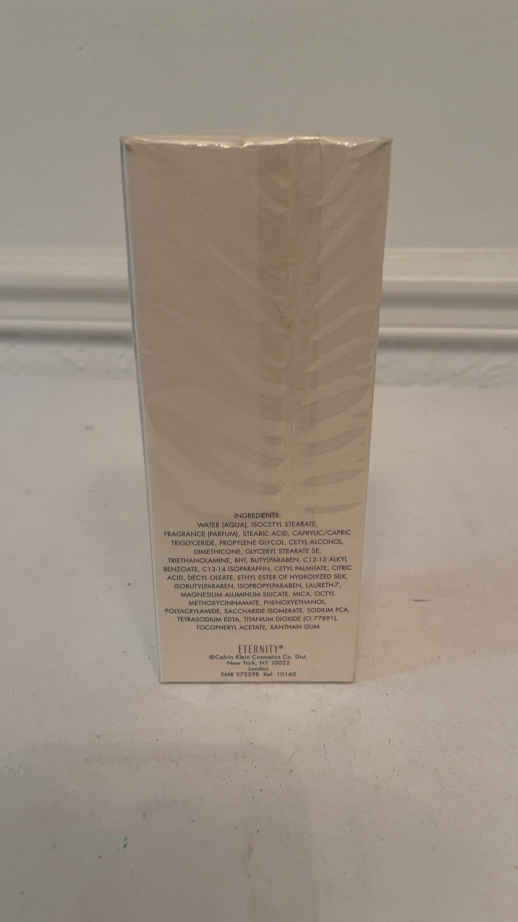 INGREDIENTS:
WATER (AQUA), ISOCETYL STEARATE,
FRAGRANCE (PARFUM), STEARIC ACID, CAPRYLIC/CAPRIC
TRIGLYCERIDE, PROPYLENE GLYCOL, CETYL ALCOHOL,
DIMETHICONE, GLYCERYL STEARATE SE,
TRIETHANOLAMINE, BHT, BUTYLPARABEN, C12-15 ALKYL
BENZOATE, C13-14 ISOPARAFFIN, CETYL PALMITATE, CITRIC
ACID, DECYL OLEATE, ETHYL ESTER OF HYDROLYZED SILK,
ISOBUTYLPARABEN, ISOPROPYLPARABEN, LAURETH-7,
MAGNESIUM ALUMINUM SILICATE, MICA, OCTYL
METHOXYCINNAMATE, PHENOXYETHANOL,
POLYACRYLAMIDE, SACCHARIDE ISOMERATE, SODIUM PCA,
TETRASODIUM EDTA, TITANIUM DIOXIDE (CI 77891),
TOCOPHERYL ACETATE, XANTHAN GUM
ETERNITY®
©Calvin Klein Cosmetics Co. Dist.
New York, NY 10022
London
Ref. 10160